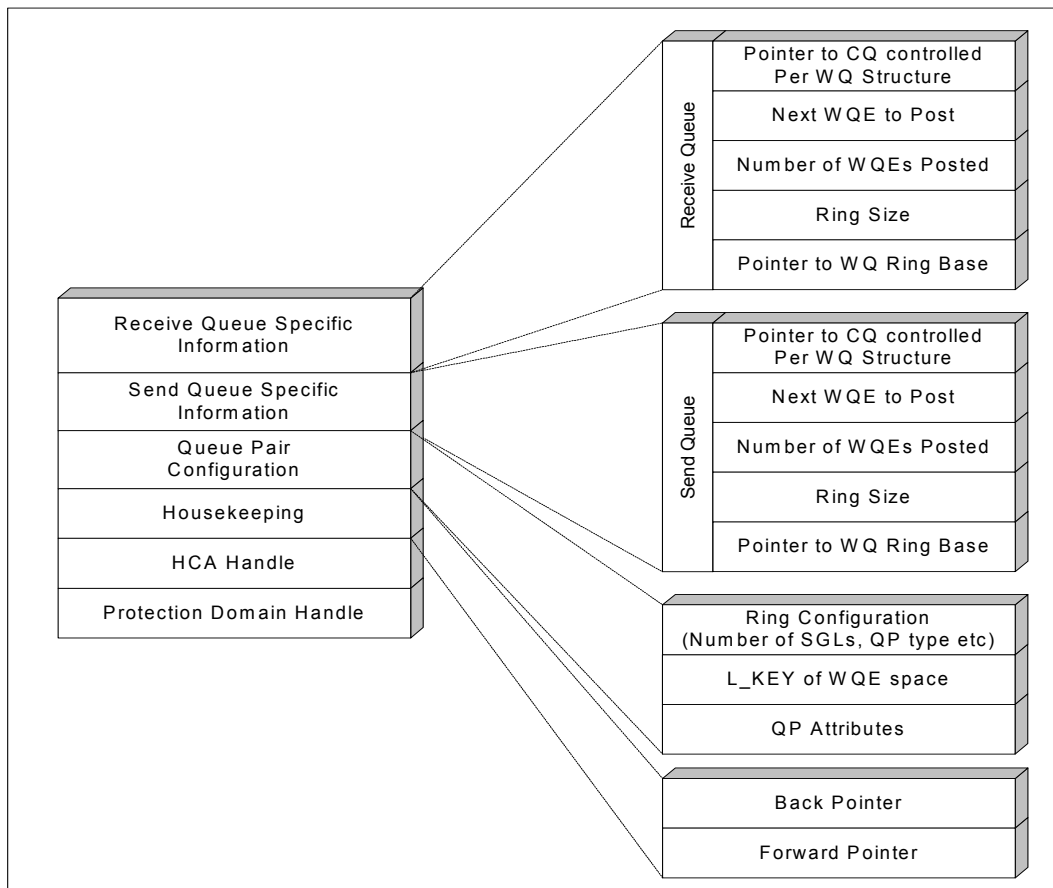 Receive Queue Specific
Information
Send Queue Specific
Information
Queue Pair
Configuration
Housekeeping
HCA Handle
Protection Domain Handle
Receive Queue
Pointer to CQ controlled
Per WQ Structure
Next WQE to Post
Number of WQEs Posted
Ring Size
Pointer to WQ Ring Base
Send Queue
Pointer to CQ controlled
Per WQ Structure
Next WQE to Post
Number of WQEs Posted
Ring Size
Pointer to WQ Ring Base
Ring Configuration
(Number of SGLs, QP type etc)
L_KEY of WQE space
QP Attributes
Back Pointer
Forward Pointer